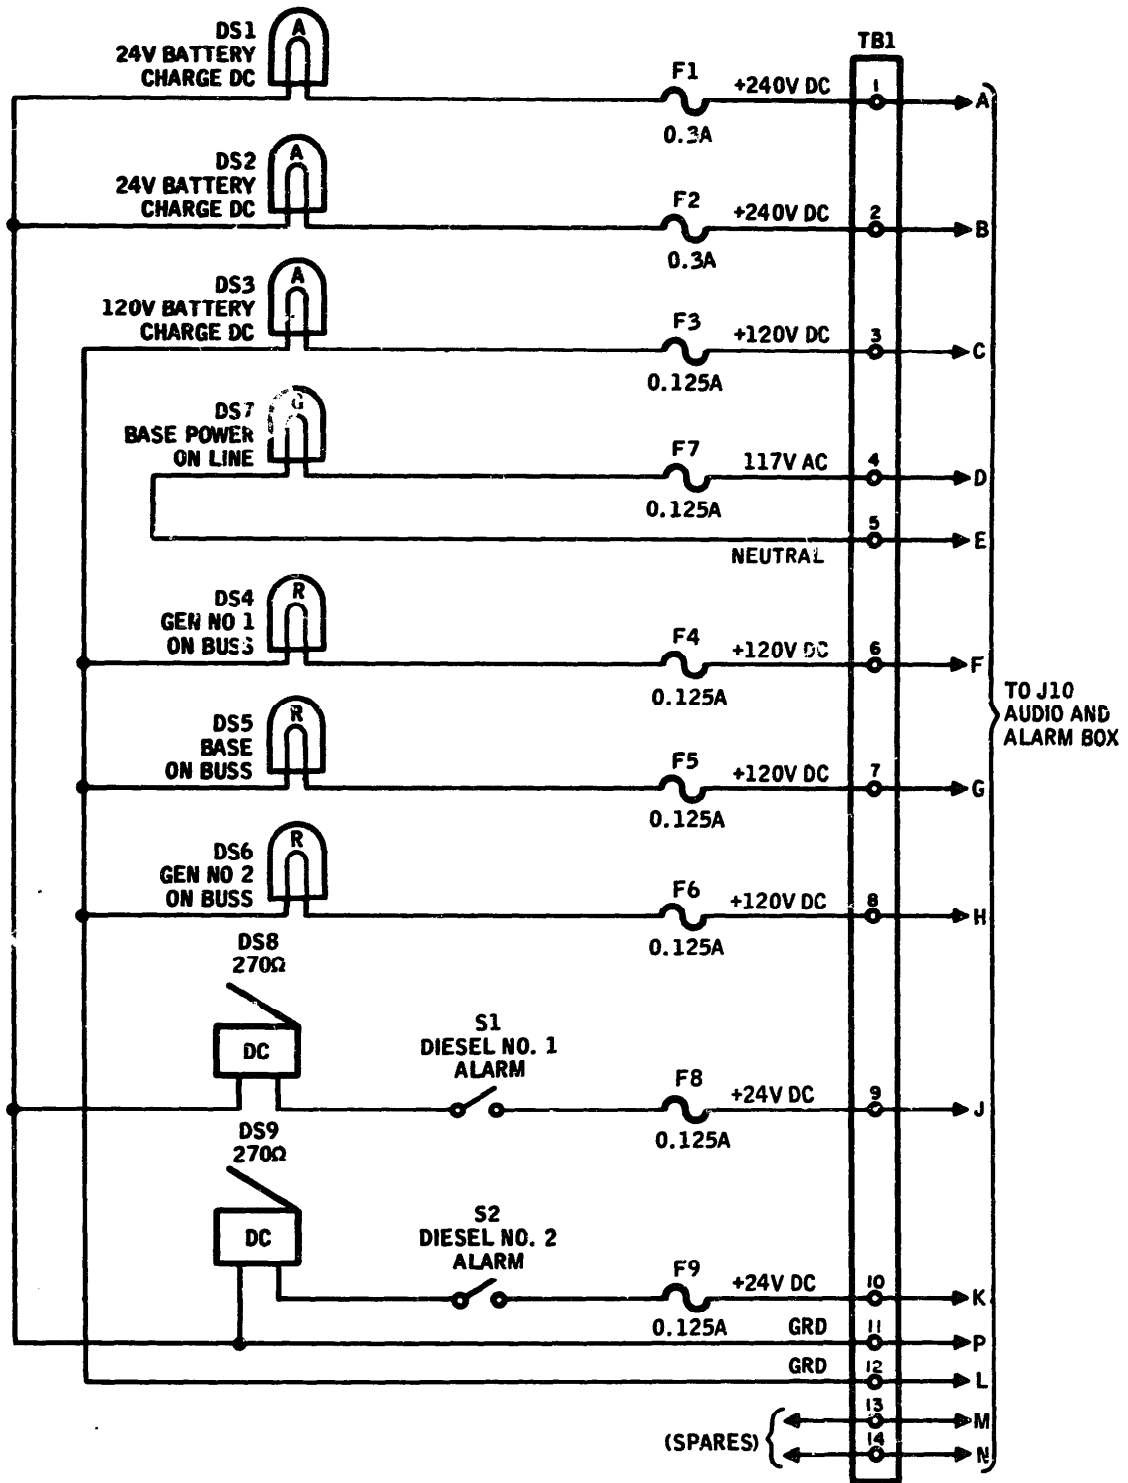 TB1
DS1
24V BATTERY
CHARGE DC
A
F1
0.3A
+240V DC
1
A
DS2
24V BATTERY
CHARGE DC
A
F2
0.3A
+240V DC
2
B
DS3
120V BATTERY
CHARGE DC
A
F3
0.125A
+120V DC
3
C
DS7
BASE POWER
ON LINE
G
F7
0.125A
117V AC
4
D
NEUTRAL
5
E
DS4
GEN NO 1
ON BUSS
R
F4
0.125A
+120V DC
6
F
DS5
BASE
ON BUSS
R
F5
0.125A
+120V DC
7
G
DS6
GEN NO 2
ON BUSS
R
F6
0.125A
+120V DC
8
H
TO J10
AUDIO AND
ALARM BOX
DS8
270Ω
DC
S1
DIESEL NO. 1
ALARM
F8
0.125A
+24V DC
9
J
DS9
270Ω
DC
S2
DIESEL NO. 2
ALARM
F9
0.125A
+24V DC
10
K
GRD
11
P
GRD
12
L
(SPARES)
13
M
14
N